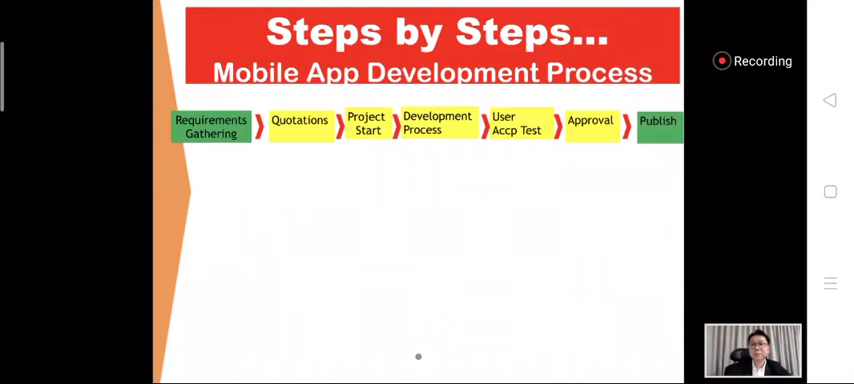 Steps by Steps...
Mobile App Development Process
Recording
Requirements
Gathering
Quotations
Project
Start
Development
Process
User
Accp Test
Approval
Publish